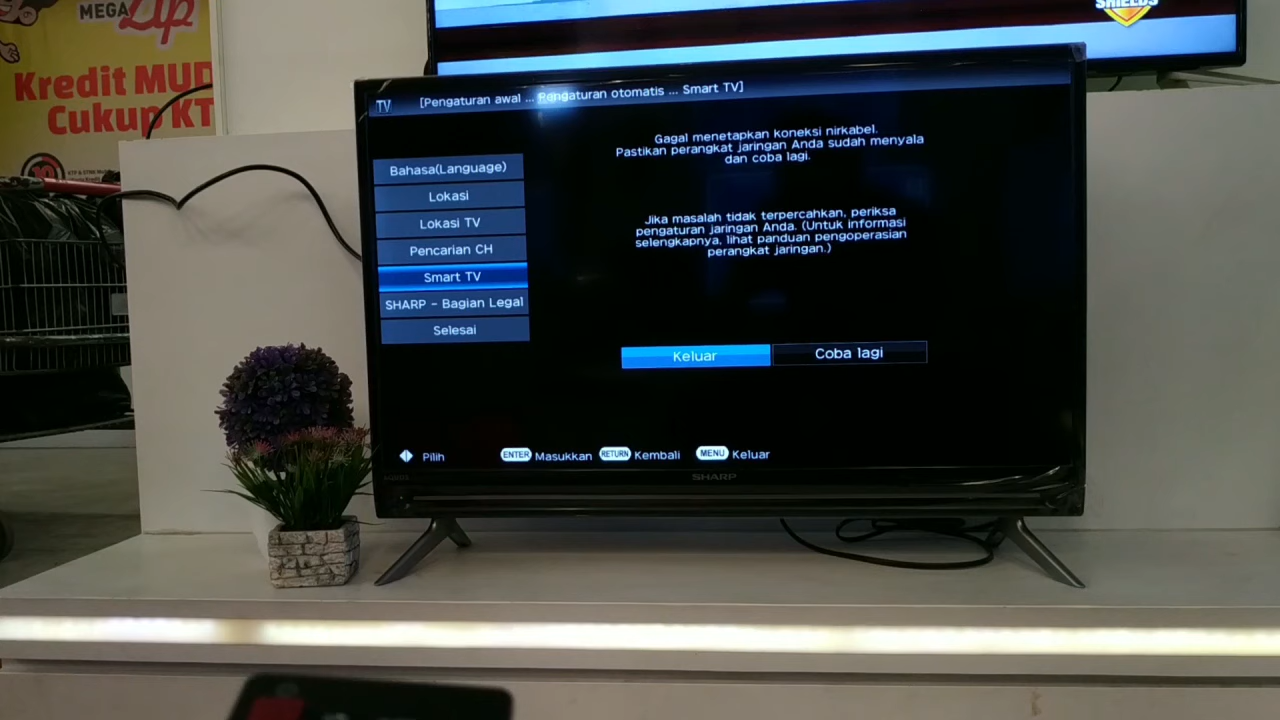 MEGA Zip
Kredit MUD
Cukup KT
SHIELDS
TV [Pengaturan awal ... Pengaturan otomatis ... Smart TV]
Bahasa(Language)
Lokasi
Lokasi TV
Pencarian CH
Smart TV
SHARP - Bagian Legal
Selesai
Gagal menetapkan koneksi nirkabel.
Pastikan perangkat jaringan Anda sudah menyala
dan coba lagi.
Jika masalah tidak terpercahkan, periksa
pengaturan jaringan Anda. (Untuk informasi
selengkapnya, lihat panduan pengoperasian
perangkat jaringan.)
Keluar
Coba lagi
Pilih ENTER Masukkan RETURN Kembali MENU Keluar
SHARP